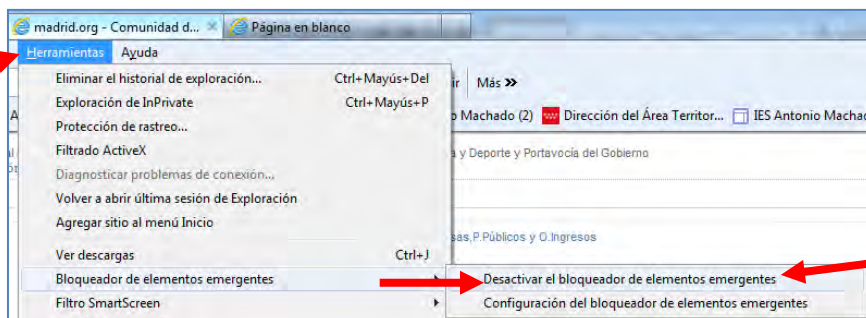 madrid.org - Comunidad d... Página en blanco
Herramientas Ayuda
Eliminar el historial de exploración... Ctrl+Mayús+Del
Exploración de InPrivate Ctrl+Mayús+P
Protección de rastreo...
Filtrado ActiveX
Diagnosticar problemas de conexión...
Volver a abrir última sesión de Exploración
Agregar sitio al menú Inicio
Ver descargas Ctrl+J
Bloqueador de elementos emergentes
Filtro SmartScreen
Más
Machado (2) Dirección del Área Territor... IES Antonio Machad
y Deporte y Portavocía del Gobierno
P.Públicos y O.Ingresos
Desactivar el bloqueador de elementos emergentes
Configuración del bloqueador de elementos emergentes